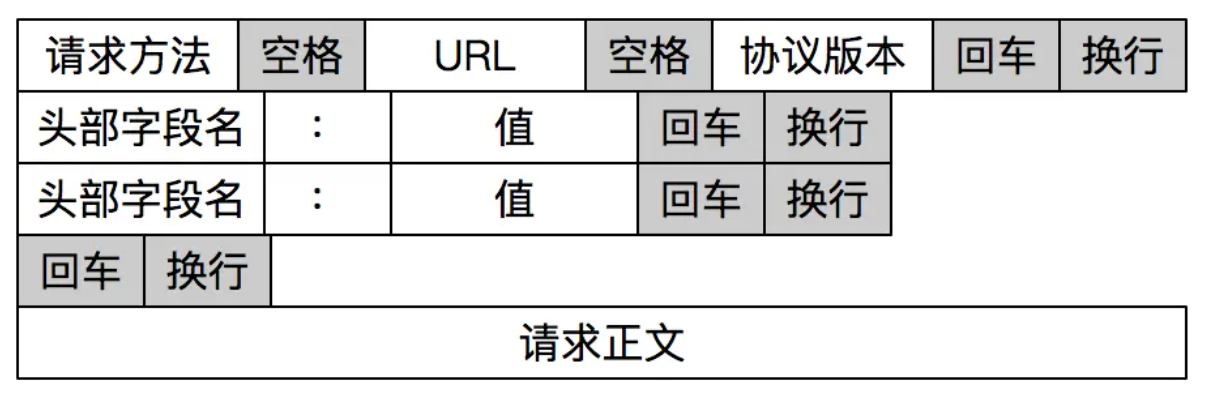 请求方法 空格 URL 空格 协议版本 回车 换行
头部字段名 : 值 回车 换行
头部字段名 : 值 回车 换行
回车 换行
请求正文